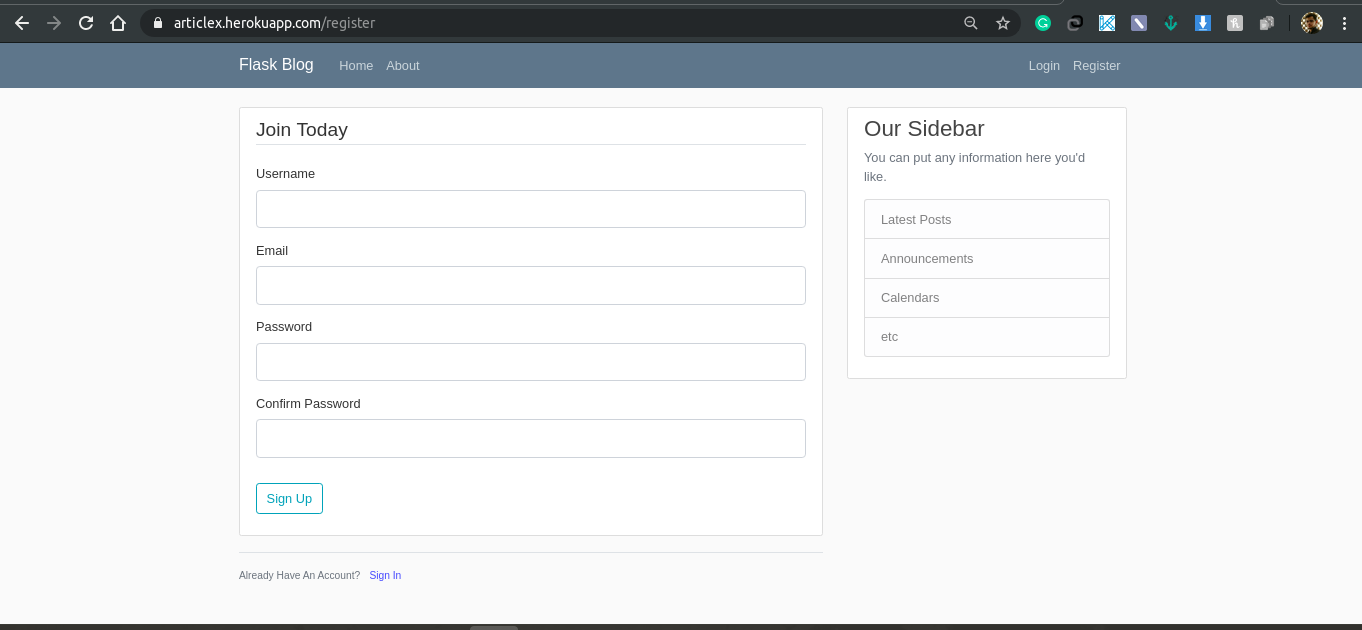 articlex.herokuapp.com/register
Flask Blog Home About Login Register
Join Today
Username
Email
Password
Confirm Password
Sign Up
Already Have An Account? Sign In
Our Sidebar
You can put any information here you'd
like.
Latest Posts
Announcements
Calendars
etc